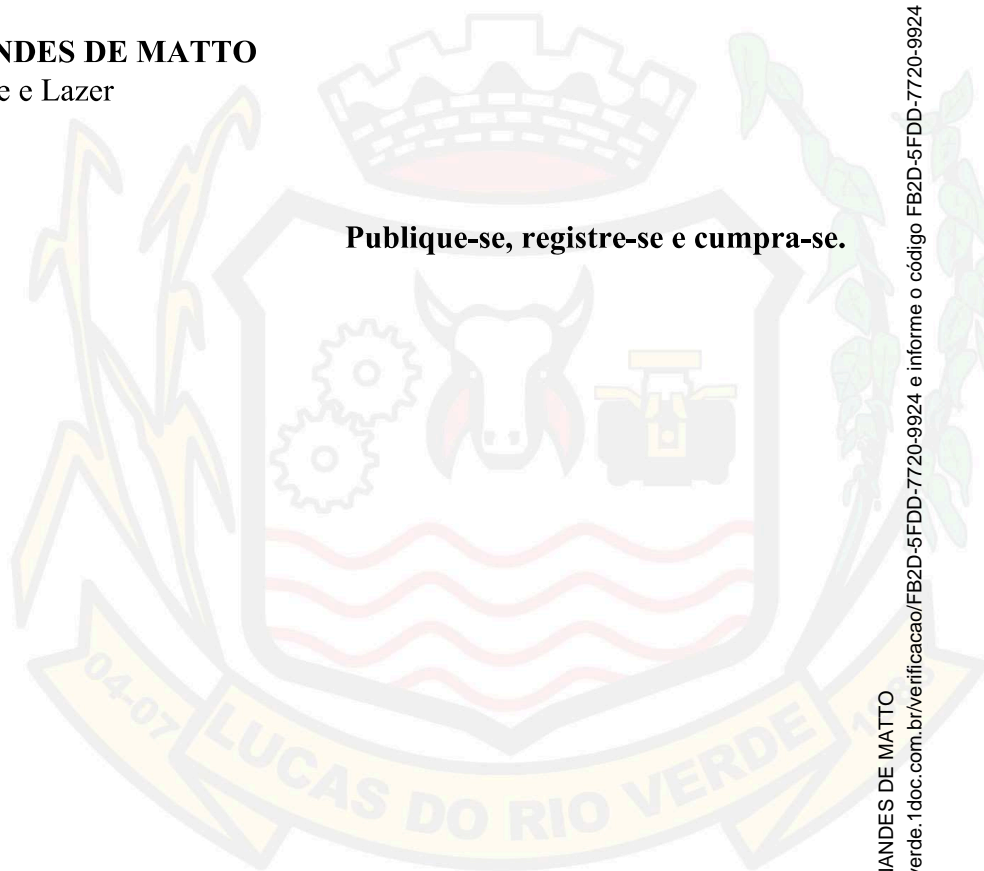 NDES DE MATTO
e e Lazer
Publique-se, registre-se e cumpra-se.
04-07
LUCAS DO RIO VERDE
IANDES DE MATTO
verde.1doc.com.br/verificacao/FB2D-5FDD-7720-9924 e informe o código FB2D-5FDD-7720-9924